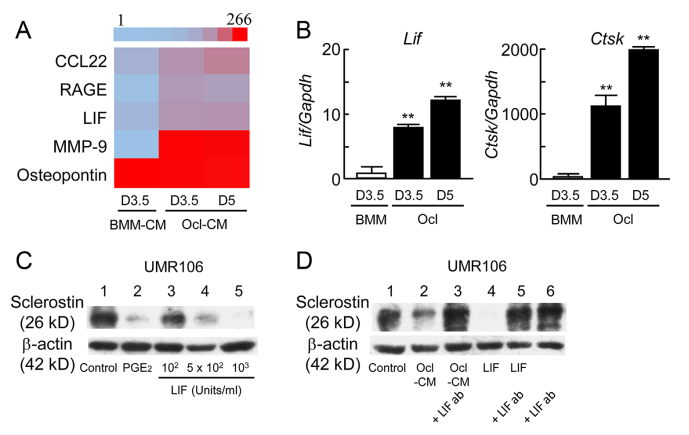 A
1 266
CCL22
RAGE
LIF
MMP-9
Osteopontin
D3.5 D3.5 D5
BMM-CM Ocl-CM
B
Lif
Lif/Gapdh
20
10
0
**
**
D3.5 D3.5 D5
BMM Ocl
Ctsk
Ctsk/Gapdh
2000
1000
0
**
**
D3.5 D3.5 D5
BMM Ocl
C
UMR106
1 2 3 4 5
Sclerostin
(26 kD)
β-actin
(42 kD)
Control PGE2 10² 5 x 10² 10³
LIF (Units/ml)
D
UMR106
1 2 3 4 5 6
Sclerostin
(26 kD)
β-actin
(42 kD)
Control Ocl Ocl LIF LIF
-CM -CM
+ LIF ab + LIF ab + LIF ab